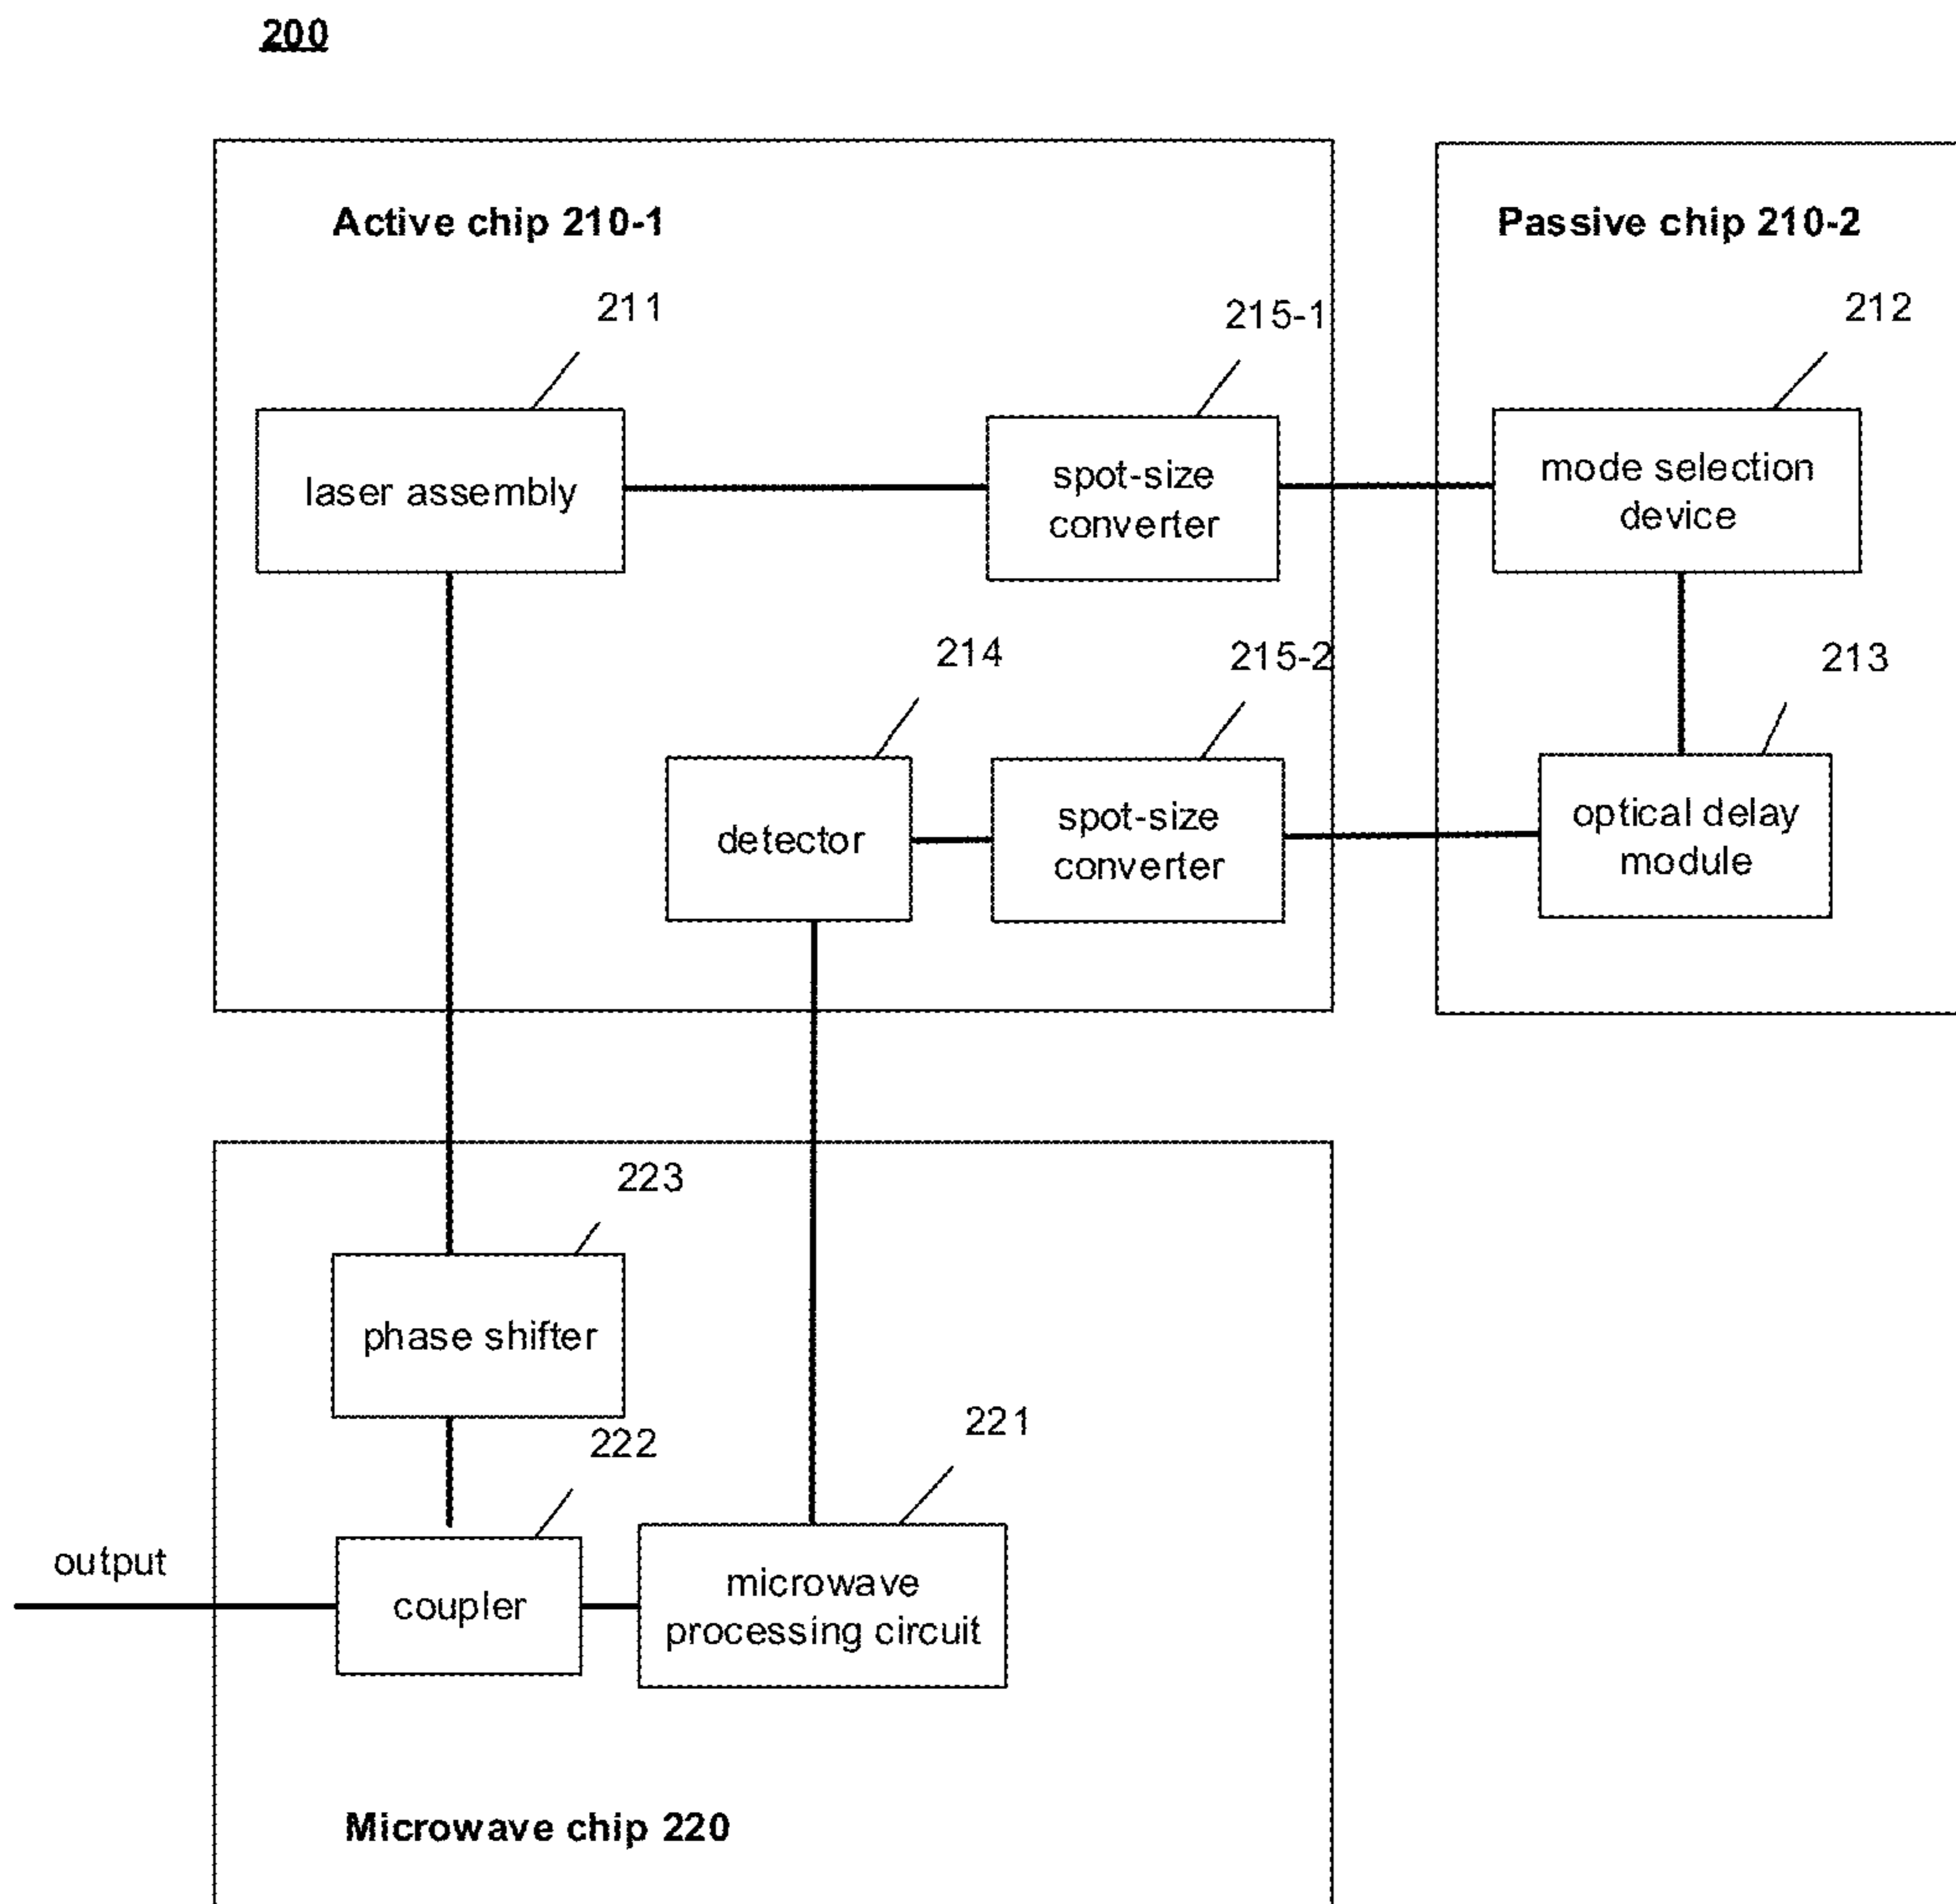 200
Active chip 210-1
Passive chip 210-2
211
215-1
212
laser assembly
spot-size
converter
mode selection
device
214
215-2
213
detector
spot-size
converter
optical delay
module
223
phase shifter
222
221
output
coupler
microwave
processing circuit
Microwave chip 220